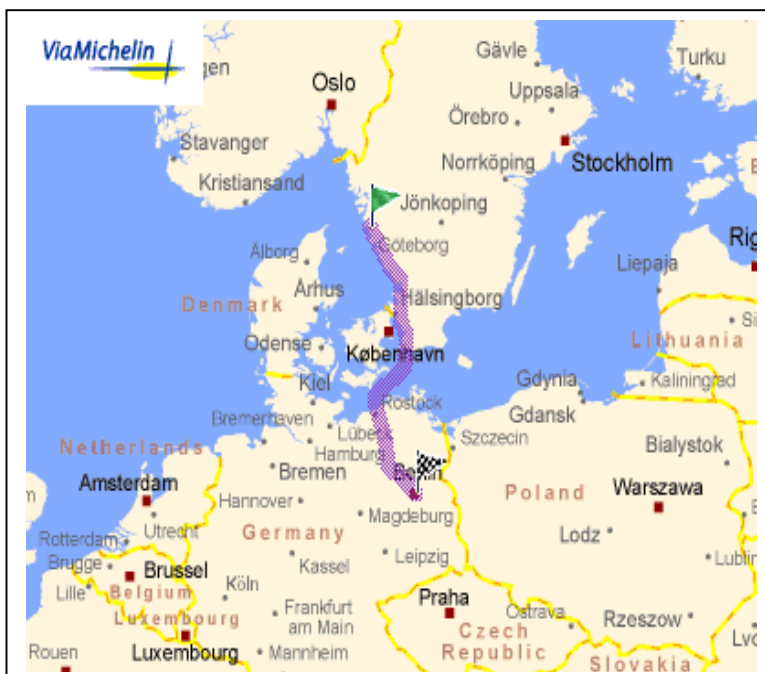 ViaMichelin
gen
Oslo
Gävle
Turku
Uppsala
Örebro
Stavanger
Stockholm
Norrköping
Kristiansand
Jönkoping
Göteborg
Ålborg
Rig
Liepaja
Århus
Hälsingborg
Denmark
Si
Lithuania
Odense
København
Kiel
Gdynia
Kaliningrad
Rostock
Gdansk
Bremerhaven
Lübeck
Szczecin
Hamburg
Netherlands
Bialystok
Bremen
Amsterdam
Poland
Warszawa
Hannover
Magdeburg
Utrecht
Germany
Lodz
Rotterdam
Leipzig
Kassel
Lublin
Brugge
Brussel
Lille
Belgium
Köln
Praha
Luxembourg
Frankfurt
am Main
Ostrava
Rzeszow
Czech
Republic
Lvo
Rouen
Luxembourg
Mannheim
Slovakia